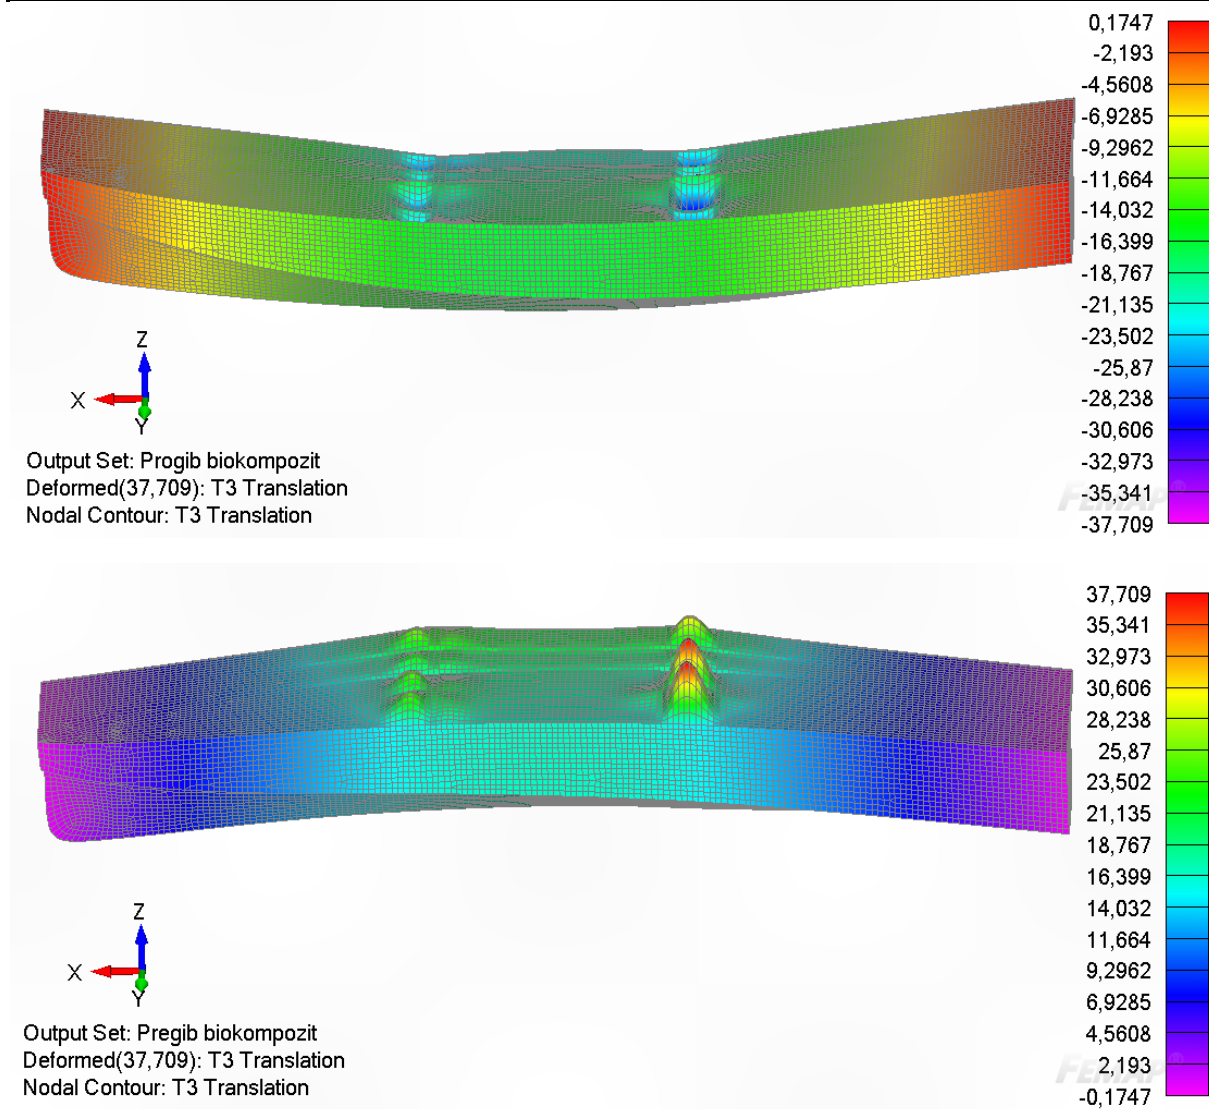 0,1747
-2,193
-4,5608
-6,9285
-9,2962
-11,664
-14,032
-16,399
-18,767
-21,135
-23,502
-25,87
-28,238
-30,606
-32,973
-35,341
-37,709
Z
X
Y
Output Set: Progib biokompozit
Deformed(37,709): T3 Translation
Nodal Contour: T3 Translation
FEMAP
37,709
35,341
32,973
30,606
28,238
25,87
23,502
21,135
18,767
16,399
14,032
11,664
9,2962
6,9285
4,5608
2,193
-0,1747
Z
X
Y
Output Set: Pregib biokompozit
Deformed(37,709): T3 Translation
Nodal Contour: T3 Translation
FEMAP